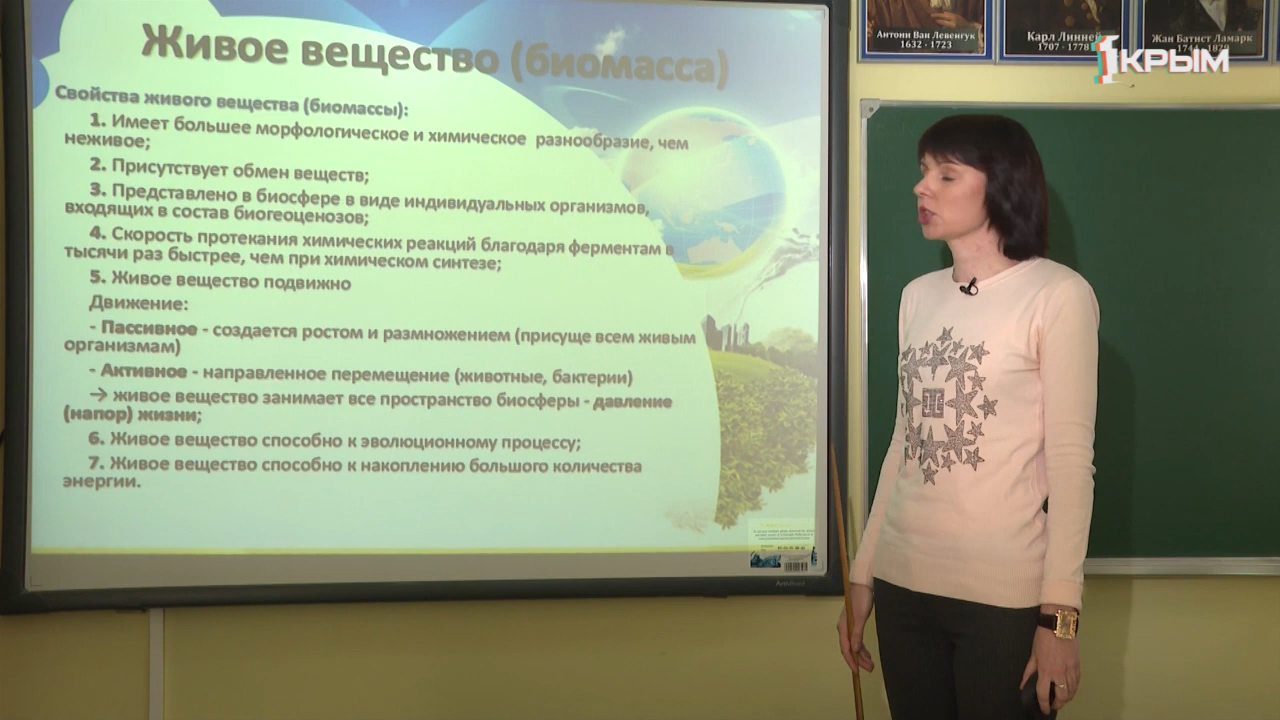 Живое вещество (биомасса)
Свойства живого вещества (биомассы):
1. Имеет большее морфологическое и химическое разнообразие, чем
неживое;
2. Присутствует обмен веществ;
3. Представлено в биосфере в виде индивидуальных организмов,
входящих в состав биогеоценозов;
4. Скорость протекания химических реакций благодаря ферментам в
тысячи раз быстрее, чем при химическом синтезе;
5. Живое вещество подвижно
Движение:
- Пассивное - создается ростом и размножением (присуще всем живым
организмам)
- Активное - направленное перемещение (животные, бактерии)
→ живое вещество занимает все пространство биосферы - давление
(напор) жизни;
6. Живое вещество способно к эволюционному процессу;
7. Живое вещество способно к накоплению большого количества
энергии.
Антони Ван Левенгук
1632 - 1723
Карл Линней
1707 - 1778
Жан Батист Ламарк
1744 - 1829
1 КРЫМ